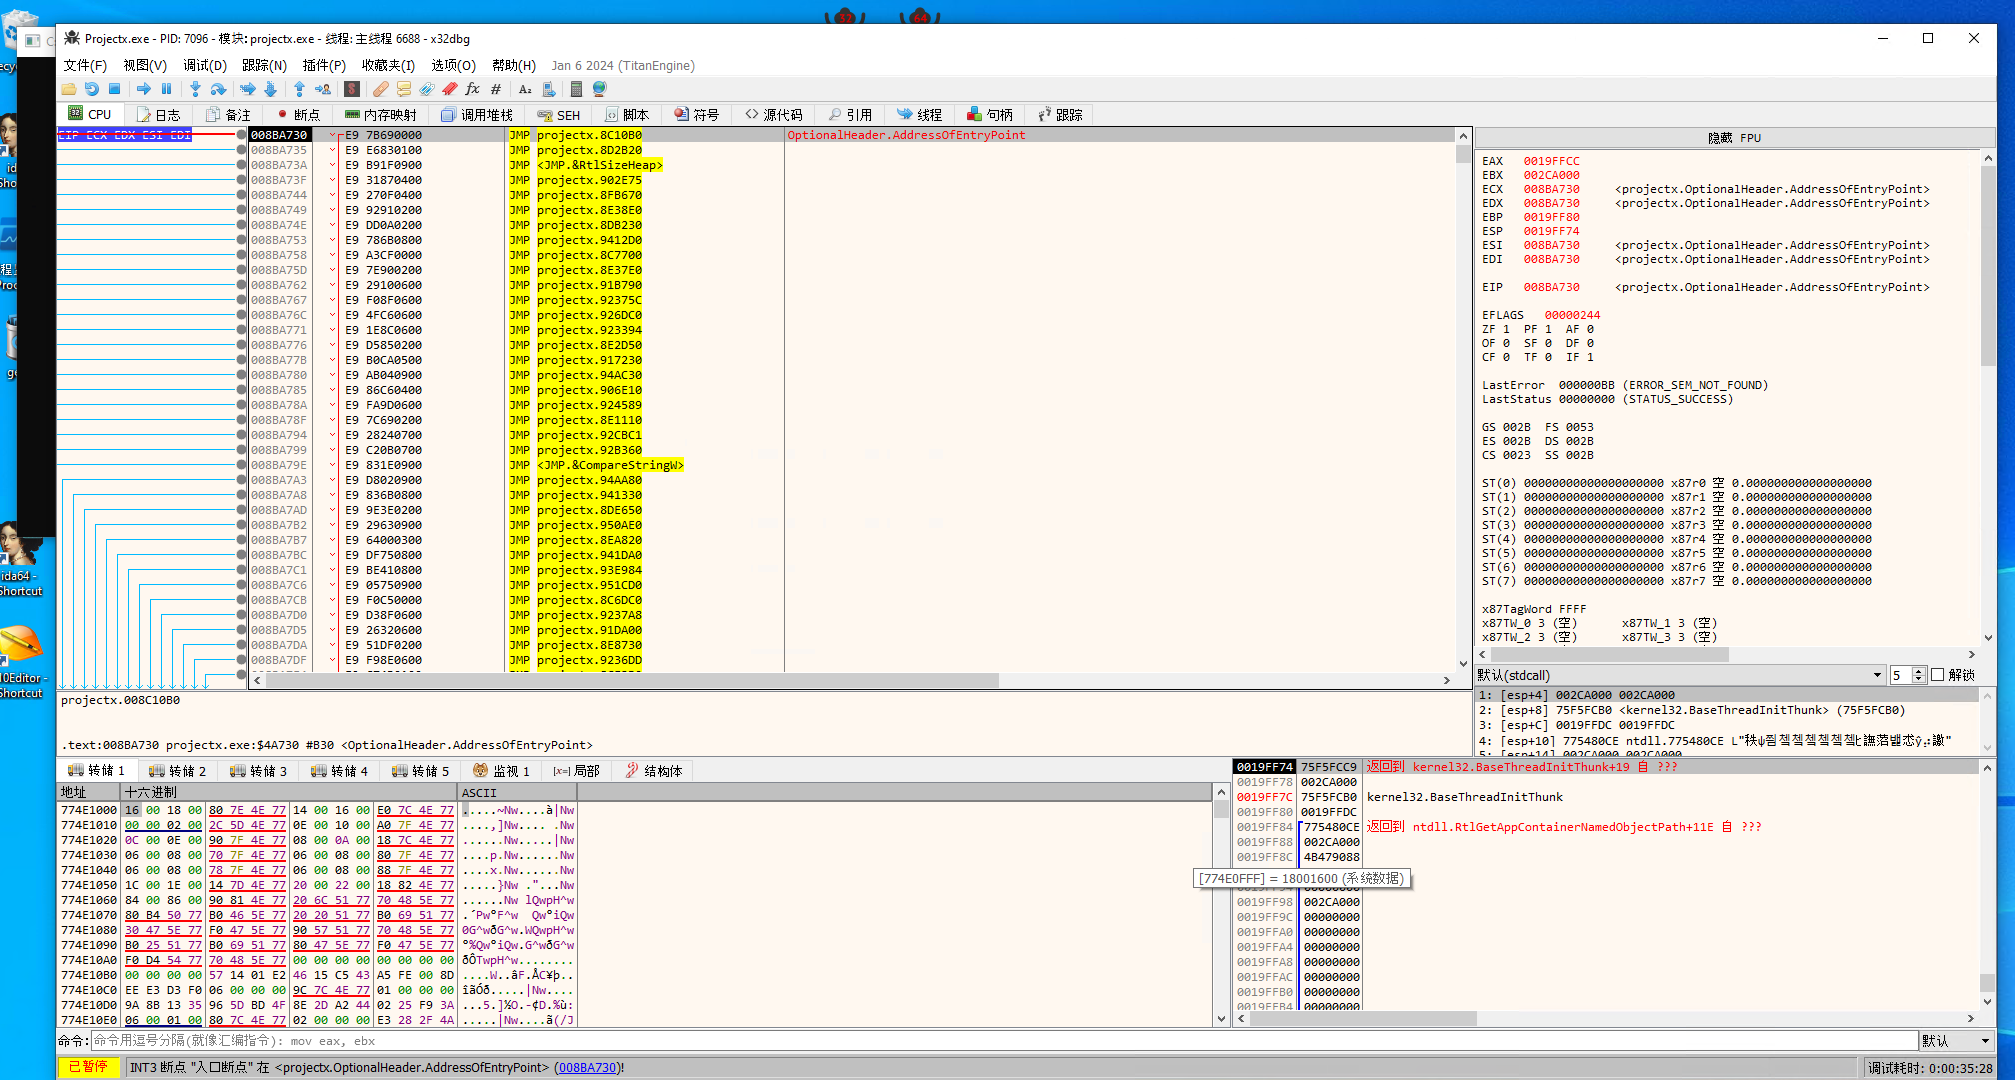 32 64
Projectx.exe - PID: 7096 - 模块: projectx.exe - 线程: 主线程 6688 - x32dbg
文件(F) 视图(V) 调试(D) 跟踪(N) 插件(P) 收藏夹(I) 选项(O) 帮助(H) Jan 6 2024 (TitanEngine)
CPU 日志 备注 断点 内存映射 调用堆栈 SEH 脚本 符号 源代码 引用 线程 句柄 跟踪
EIP ECX EDX ESI EDI
008BA730 E9 7B690000 JMP projectx.8C10B0 OptionalHeader.AddressOfEntryPoint
008BA735 E9 E6830100 JMP projectx.8D2B20
008BA73A E9 B91F0900 JMP <JMP.&RtlSizeHeap>
008BA73F E9 31870400 JMP projectx.902E75
008BA744 E9 270F0400 JMP projectx.8FB670
008BA749 E9 92910200 JMP projectx.8E38E0
008BA74E E9 DD0A0200 JMP projectx.8DB230
008BA753 E9 786B0800 JMP projectx.9412D0
008BA758 E9 A3CF0000 JMP projectx.8C7700
008BA75D E9 7E900200 JMP projectx.8E37E0
008BA762 E9 29100600 JMP projectx.91B790
008BA767 E9 F08F0600 JMP projectx.92375C
008BA76C E9 4FC60600 JMP projectx.926DC0
008BA771 E9 1E8C0600 JMP projectx.923394
008BA776 E9 D5850200 JMP projectx.8E2D50
008BA77B E9 B0CA0500 JMP projectx.917230
008BA780 E9 AB040900 JMP projectx.94AC30
008BA785 E9 86C60400 JMP projectx.906E10
008BA78A E9 FA9D0600 JMP projectx.924589
008BA78F E9 7C690200 JMP projectx.8E1110
008BA794 E9 28240700 JMP projectx.92CBC1
008BA799 E9 C20B0700 JMP projectx.92B360
008BA79E E9 831E0900 JMP <JMP.&CompareStringW>
008BA7A3 E9 D8020900 JMP projectx.94AA80
008BA7A8 E9 836B0800 JMP projectx.941330
008BA7AD E9 9E3E0200 JMP projectx.8DE650
008BA7B2 E9 29630900 JMP projectx.950AE0
008BA7B7 E9 64000300 JMP projectx.8EA820
008BA7BC E9 DF750800 JMP projectx.941DA0
008BA7C1 E9 BE410800 JMP projectx.93E984
008BA7C6 E9 05750900 JMP projectx.951CD0
008BA7CB E9 F0C50000 JMP projectx.8C6DC0
008BA7D0 E9 D38F0600 JMP projectx.9237A8
008BA7D5 E9 26320600 JMP projectx.91DA00
008BA7DA E9 51DF0200 JMP projectx.8E8730
008BA7DF E9 F98E0600 JMP projectx.9236DD
隐藏 FPU
EAX 0019FFCC
EBX 002CA000
ECX 008BA730 <projectx.OptionalHeader.AddressOfEntryPoint>
EDX 008BA730 <projectx.OptionalHeader.AddressOfEntryPoint>
EBP 0019FF80
ESP 0019FF74
ESI 008BA730 <projectx.OptionalHeader.AddressOfEntryPoint>
EDI 008BA730 <projectx.OptionalHeader.AddressOfEntryPoint>
EIP 008BA730 <projectx.OptionalHeader.AddressOfEntryPoint>
EFLAGS 00000244
ZF 1 PF 1 AF 0
OF 0 SF 0 DF 0
CF 0 TF 0 IF 1
LastError 000000BB (ERROR_SEM_NOT_FOUND)
LastStatus 00000000 (STATUS_SUCCESS)
GS 002B FS 0053
ES 002B DS 002B
CS 0023 SS 002B
ST(0) 00000000000000000000 x87r0 空 0.000000000000000000
ST(1) 00000000000000000000 x87r1 空 0.000000000000000000
ST(2) 00000000000000000000 x87r2 空 0.000000000000000000
ST(3) 00000000000000000000 x87r3 空 0.000000000000000000
ST(4) 00000000000000000000 x87r4 空 0.000000000000000000
ST(5) 00000000000000000000 x87r5 空 0.000000000000000000
ST(6) 00000000000000000000 x87r6 空 0.000000000000000000
ST(7) 00000000000000000000 x87r7 空 0.000000000000000000
x87TagWord FFFF
x87TW_0 3 (空) x87TW_1 3 (空)
x87TW_2 3 (空) x87TW_3 3 (空)
默认(stdcall) 5 解锁
1: [esp+4] 002CA000 002CA000
2: [esp+8] 75F5FCB0 <kernel32.BaseThreadInitThunk> (75F5FCB0)
3: [esp+C] 0019FFDC 0019FFDC
4: [esp+10] 775480CE ntdll.775480CE
5: [esp+14] 002CA000 002CA000
projectx.008C10B0
.text:008BA730 projectx.exe:$4A730 #B30 <OptionalHeader.AddressOfEntryPoint>
转储 1 转储 2 转储 3 转储 4 转储 5 监视 1 局部 结构体
地址 十六进制 ASCII
774E1000 16 00 18 00 80 7E 4E 77 14 00 16 00 E0 7C 4E 77 .....~Nw....à|Nw
774E1010 00 00 02 00 2C 5D 4E 77 0E 00 10 00 A0 7F 4E 77 ....,]Nw.... .Nw
774E1020 0C 00 0E 00 90 7F 4E 77 08 00 0A 00 18 7C 4E 77 ......Nw.....|Nw
774E1030 06 00 08 00 70 7F 4E 77 06 00 08 00 80 7F 4E 77 ....p.Nw......Nw
774E1040 06 00 08 00 78 7F 4E 77 06 00 08 00 88 7F 4E 77 ....x.Nw......Nw
774E1050 1C 00 1E 00 14 7D 4E 77 20 00 22 00 18 82 4E 77 .....}Nw ."...Nw
774E1060 84 00 86 00 90 81 4E 77 20 6C 51 77 70 48 5E 77 ......Nw lQwpH^w
774E1070 80 B4 50 77 B0 46 5E 77 20 20 51 77 B0 69 51 77 .´Pw°F^w  Qw°iQw
774E1080 30 47 5E 77 F0 47 5E 77 90 57 51 77 70 48 5E 77 0G^wðG^w.WQwpH^w
774E1090 B0 25 51 77 B0 69 51 77 80 47 5E 77 F0 47 5E 77 °%Qw°iQw.G^wðG^w
774E10A0 F0 D4 54 77 70 48 5E 77 00 00 00 00 00 00 00 00 ðÔTwpH^w........
774E10B0 00 00 00 00 57 14 01 E2 46 15 C5 43 A5 FE 00 8D ....W..âF.ÅC¥þ..
774E10C0 EE E3 D3 F0 06 00 00 00 9C 7C 4E 77 01 00 00 00 îãÓð.....|Nw....
774E10D0 9A 8B 13 35 96 5D BD 4F 8E 2D A2 44 02 25 F9 3A ...5.]½O.-¢D.%ù:
774E10E0 06 00 01 00 80 7C 4E 77 02 00 00 00 E3 28 2F 4A .....|Nw....ã(/J
0019FF74 75F5FCC9 返回到 kernel32.BaseThreadInitThunk+19 自 ???
0019FF78 002CA000
0019FF7C 75F5FCB0 kernel32.BaseThreadInitThunk
0019FF80 0019FFDC
0019FF84 775480CE 返回到 ntdll.RtlGetAppContainerNamedObjectPath+11E 自 ???
0019FF88 002CA000
0019FF8C 4B479088
[774E0FFF] = 18001600 (系统数据)
0019FF98 002CA000
0019FF9C 00000000
0019FFA0 00000000
0019FFA4 00000000
0019FFA8 00000000
0019FFAC 00000000
0019FFB0 00000000
0019FFB4 00000000
命令: 命令用逗号分隔(就像汇编指令): mov eax, ebx 默认
已暂停 INT3 断点 "入口断点" 在 <projectx.OptionalHeader.AddressOfEntryPoint> (008BA730)! 调试耗时: 0:00:35:28
ida64 -
Shortcut
Shortcut